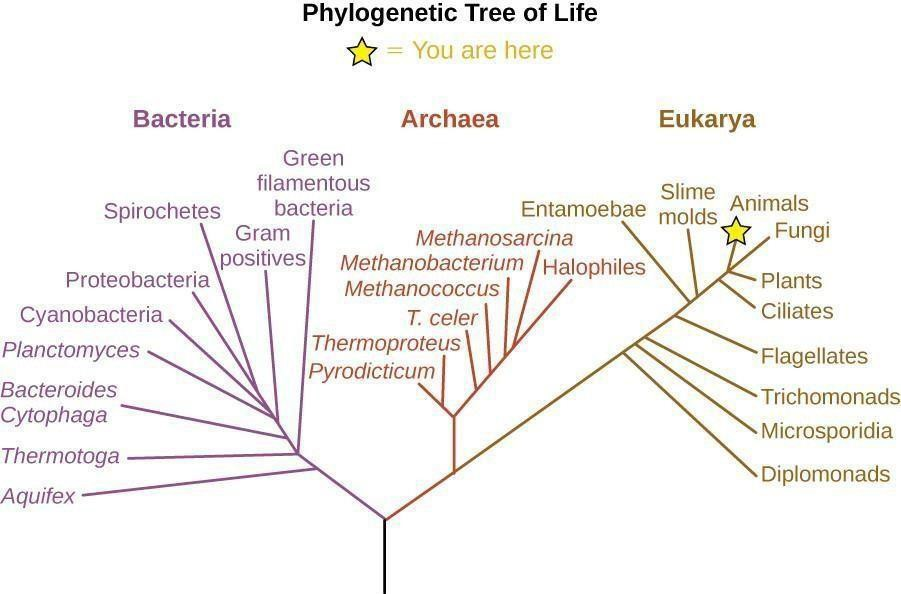 Phylogenetic Tree of Life
= You are here
Bacteria
Archaea
Eukarya
Green
filamentous
bacteria
Spirochetes
Gram
positives
Proteobacteria
Cyanobacteria
Planctomyces
Bacteroides
Cytophaga
Thermotoga
Aquifex
Methanosarcina
Methanobacterium
Halophiles
Methanococcus
T. celer
Thermoproteus
Pyrodicticum
Entamoebae
Slime
molds
Animals
Fungi
Plants
Ciliates
Flagellates
Trichomonads
Microsporidia
Diplomonads